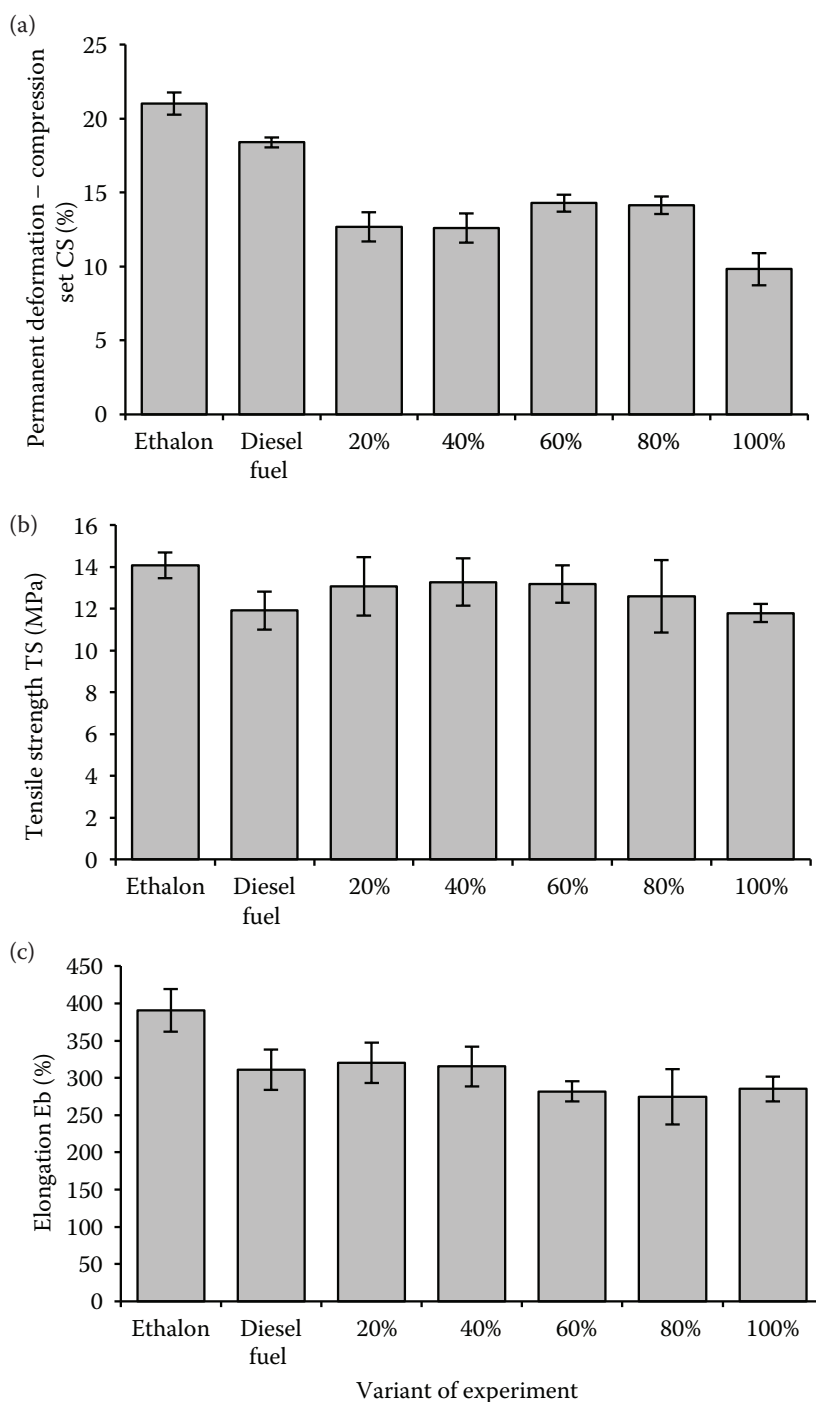 (a)
Permanent deformation – compression
set CS (%)
25
20
15
10
5
0
Ethalon Diesel fuel 20% 40% 60% 80% 100%
(b)
Tensile strength TS (MPa)
16
14
12
10
8
6
4
2
0
Ethalon Diesel fuel 20% 40% 60% 80% 100%
(c)
Elongation Eb (%)
450
400
350
300
250
200
150
100
50
0
Ethalon Diesel fuel 20% 40% 60% 80% 100%
Variant of experiment